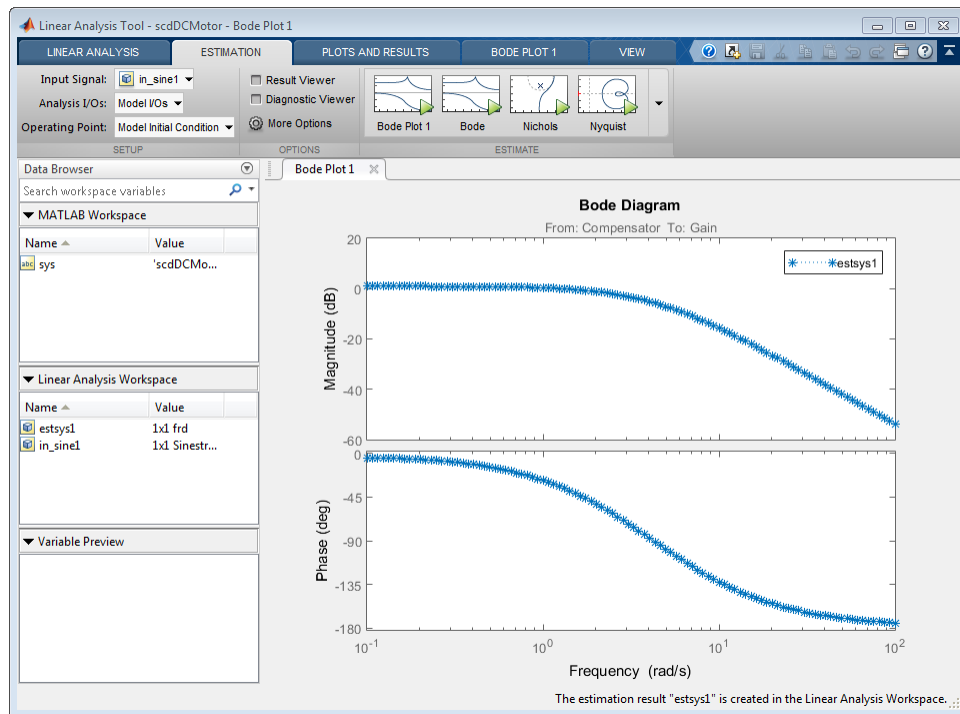 Linear Analysis Tool - scdDCMotor - Bode Plot 1
LINEAR ANALYSIS ESTIMATION PLOTS AND RESULTS BODE PLOT 1 VIEW
Input Signal: in_sine1
Analysis I/Os: Model I/Os
Operating Point: Model Initial Condition
SETUP
Result Viewer
Diagnostic Viewer
More Options
OPTIONS
Bode Plot 1 Bode Nichols Nyquist
ESTIMATE
Data Browser
Search workspace variables
MATLAB Workspace
Name Value
abc sys 'scdDCMo...
Linear Analysis Workspace
Name Value
estsys1 1x1 frd
in_sine1 1x1 Sinestr...
Variable Preview
Bode Plot 1
Bode Diagram
From: Compensator To: Gain
estsys1
Magnitude (dB)
20
0
-20
-40
-60
Phase (deg)
0
-45
-90
-135
-180
10^-1 10^0 10^1 10^2
Frequency (rad/s)
The estimation result "estsys1" is created in the Linear Analysis Workspace.